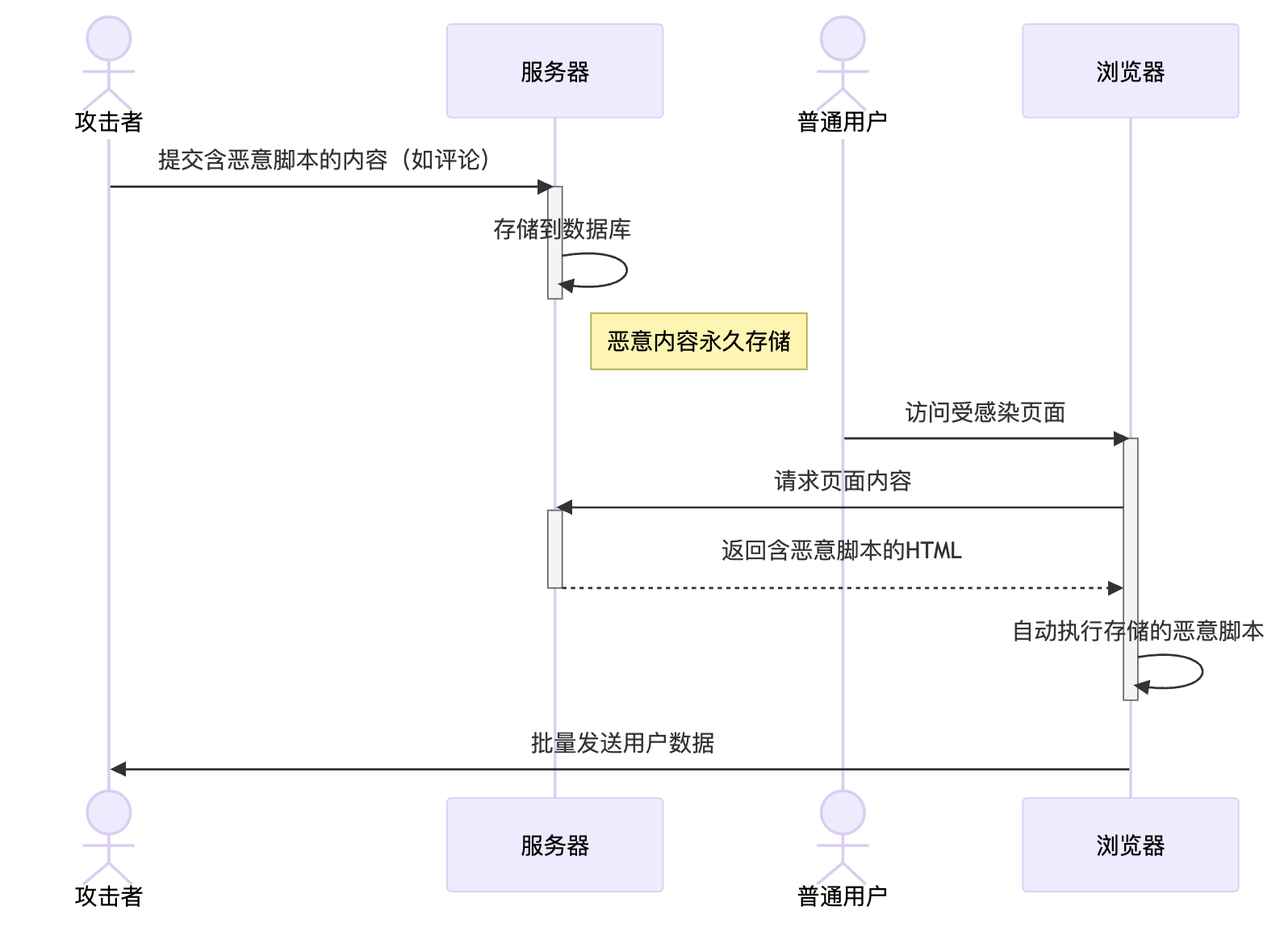 攻击者
服务器
普通用户
浏览器
提交含恶意脚本的内容（如评论）
存储到数据库
恶意内容永久存储
访问受感染页面
请求页面内容
返回含恶意脚本的HTML
自动执行存储的恶意脚本
批量发送用户数据
攻击者
服务器
普通用户
浏览器